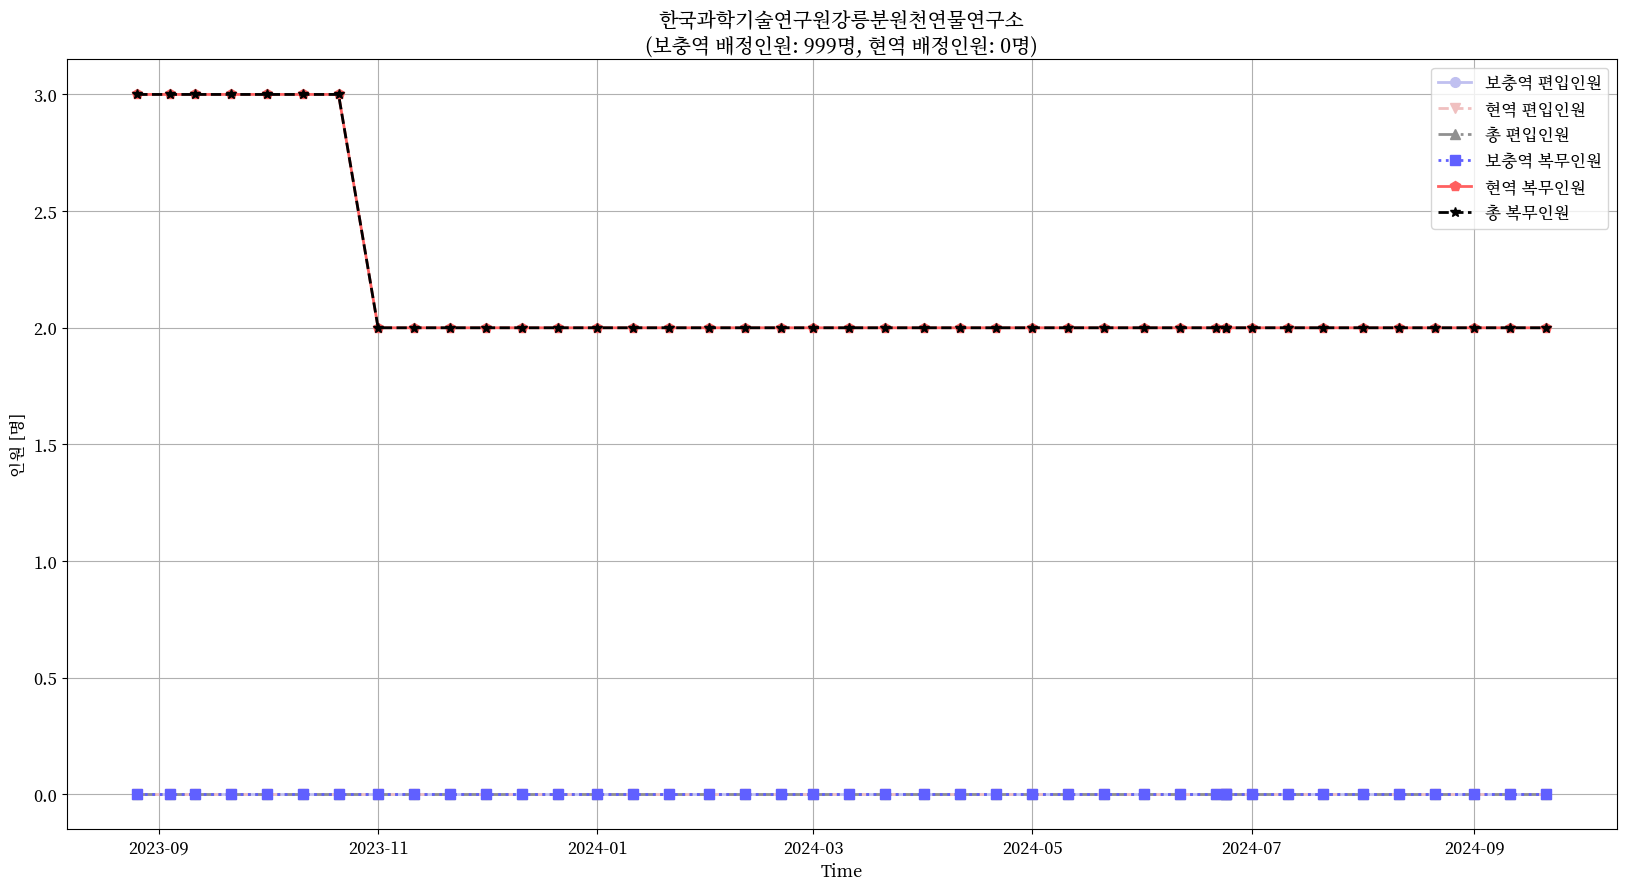 한국과학기술연구원강릉분원천연물연구소
(보충역 배정인원: 999명, 현역 배정인원: 0명)
보충역 편입인원
현역 편입인원
총 편입인원
보충역 복무인원
현역 복무인원
총 복무인원
인원 [명]
3.0
2.5
2.0
1.5
1.0
0.5
0.0
2023-09
2023-11
2024-01
2024-03
2024-05
2024-07
2024-09
Time